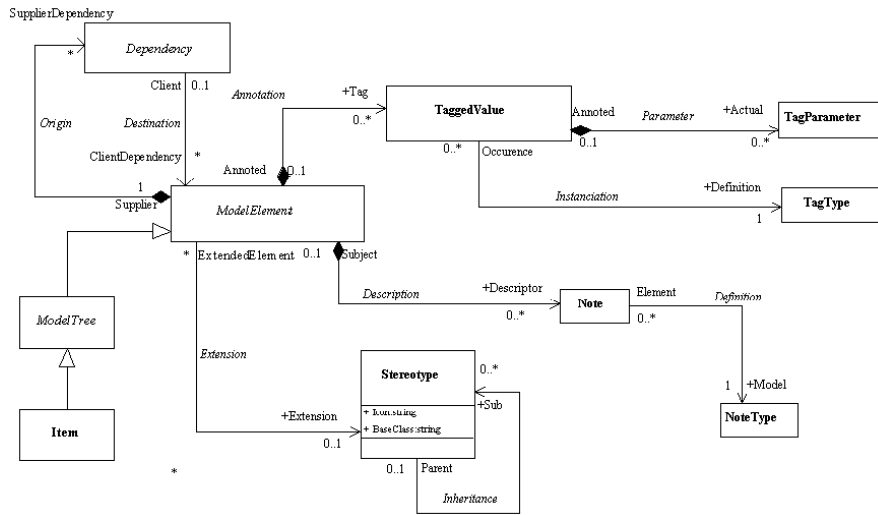 SupplierDependency
*
Dependency
Client
0..1
Origin
Destination
ClientDependency
*
1
Supplier
Annotation
+Tag
0..*
Annoted
0..1
TaggedValue
0..*
Occurence
Annoted
0..1
Parameter
+Actual
0..*
TagParameter
Instanciation
+Definition
1
TagType
ModelElement
*
ExtendedElement
0..1
Subject
Description
+Descriptor
0..*
Note
Element
0..*
Definition
1
+Model
NoteType
ModelTree
Item
Extension
+Extension
0..1
*
Stereotype
+ Icon:string
+ BaseClass:string
0..*
+Sub
0..1
Parent
Inheritance